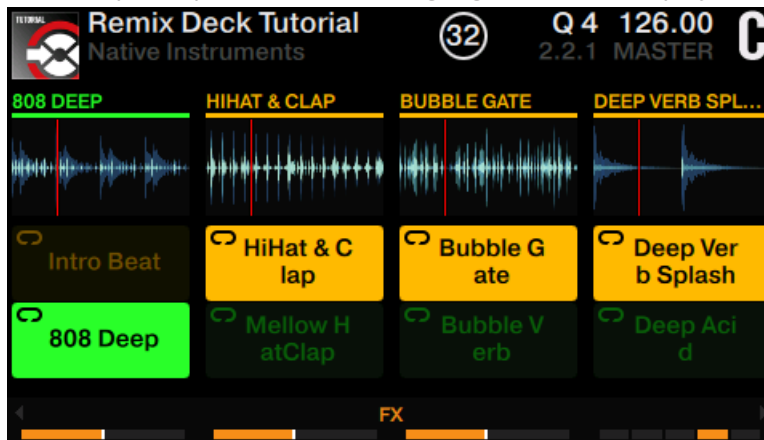 TUTORIAL
Remix Deck Tutorial
Native Instruments
32
Q 4 126.00
2.2.1 MASTER
C
808 DEEP
HIHAT & CLAP
BUBBLE GATE
DEEP VERB SPL...
Intro Beat
HiHat & C
lap
Bubble G
ate
Deep Ver
b Splash
808 Deep
Mellow H
atClap
Bubble V
erb
Deep Aci
d
FX